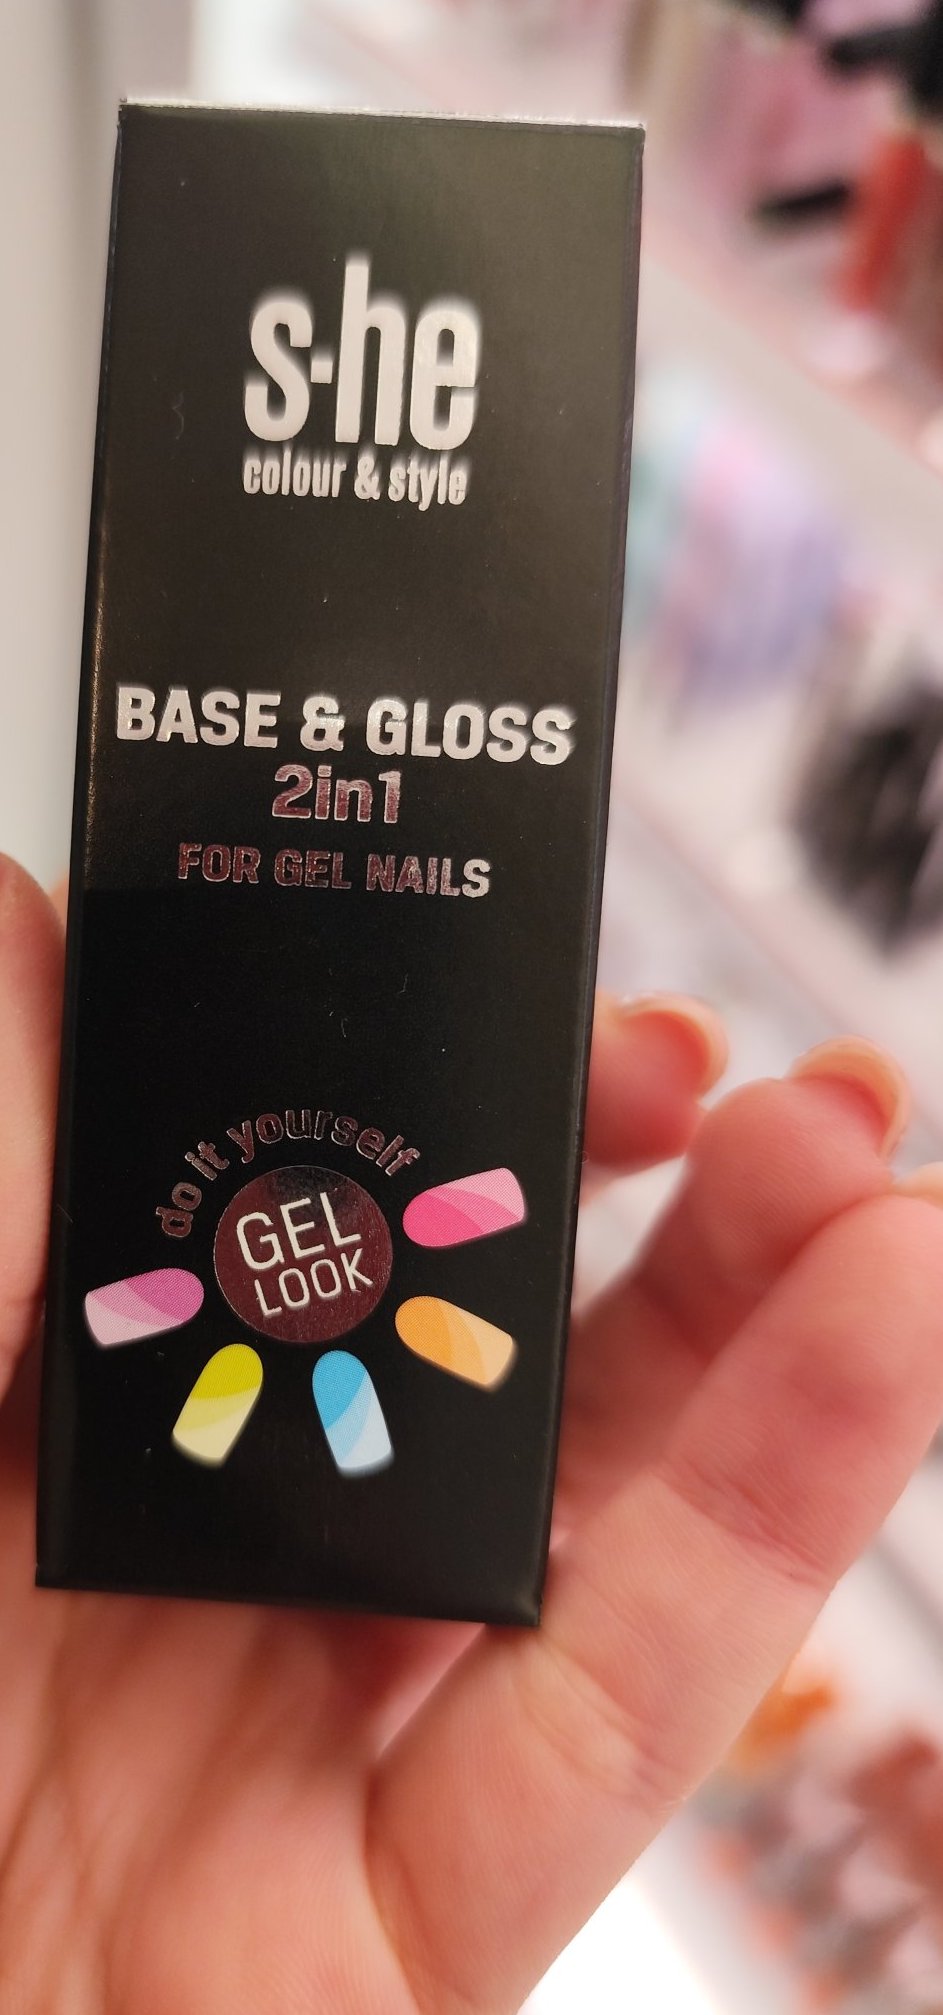 s-he
colour & style
BASE & GLOSS
2in1
FOR GEL NAILS
do it yourself
GEL
LOOK